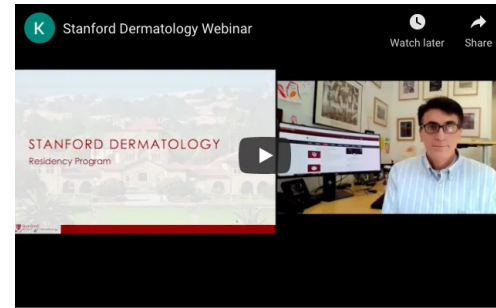 K
Stanford Dermatology Webinar
Watch later
Share
STANFORD DERMATOLOGY
Residency Program